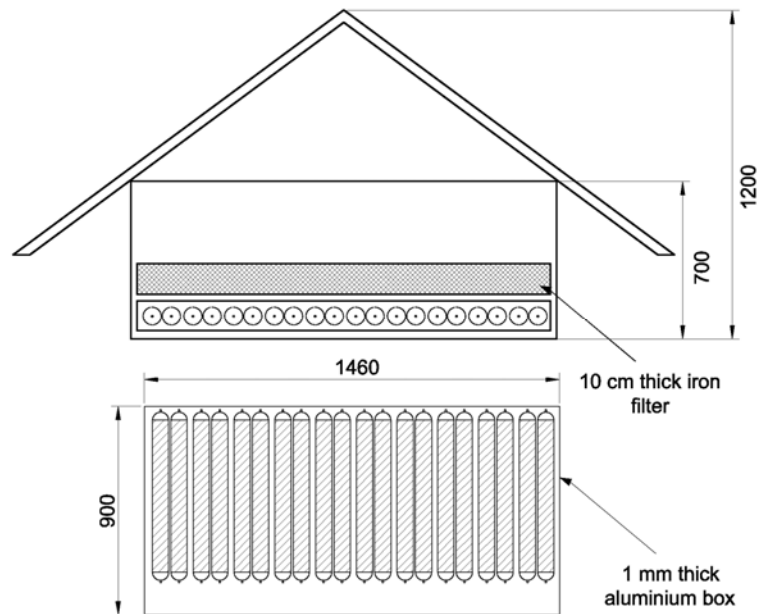 1200
700
10 cm thick iron
filter
1460
900
1 mm thick
aluminium box